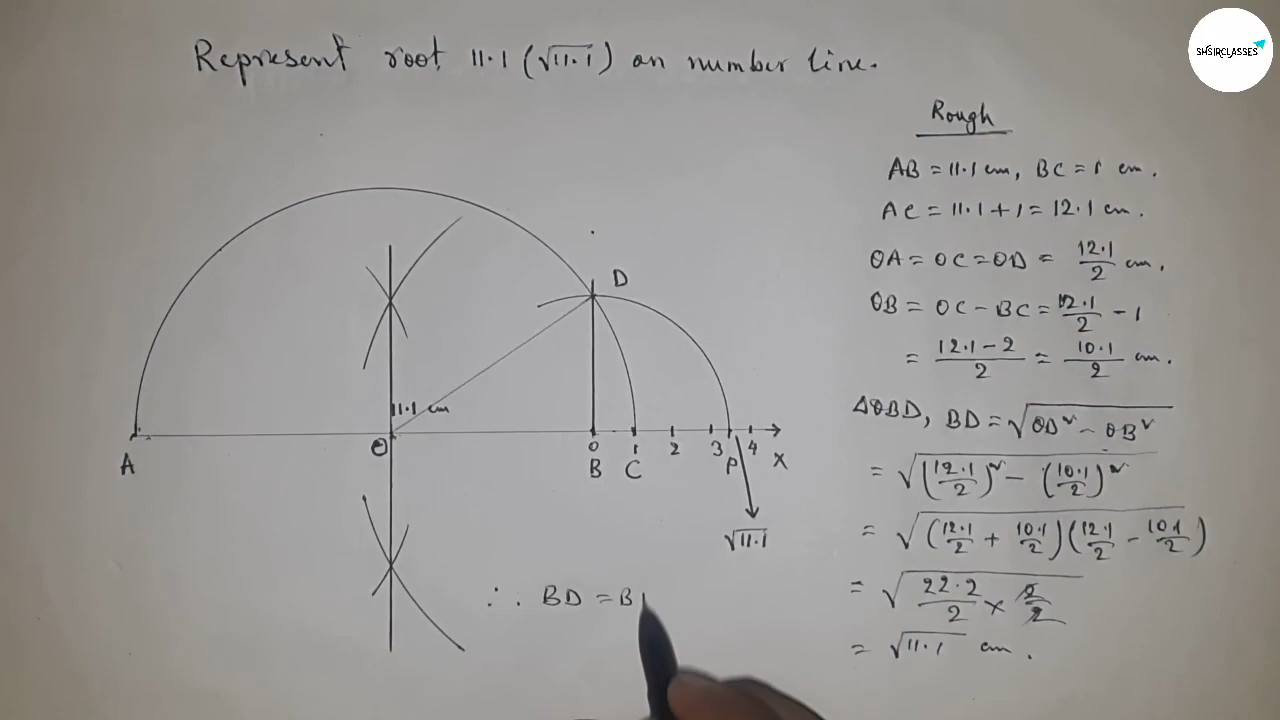 SHSIRCLASSES
Represent root 11.1 (√11.1) on number line.
Rough
AB = 11.1 cm, BC = 1 cm.
AC = 11.1 + 1 = 12.1 cm.
OA = OC = OD = 12.1/2 cm.
OB = OC - BC = 12.1/2 - 1
= (12.1 - 2)/2 = 10.1/2 cm.
ΔOBD, BD = √(OD² - OB²)
= √((12.1/2)² - (10.1/2)²)
= √((12.1/2 + 10.1/2)(12.1/2 - 10.1/2))
= √(22.2/2 × 2/2)
= √11.1 cm.
D
11.1 cm
0 1 2 3 4
A O B C P X
√11.1
∴ BD = B